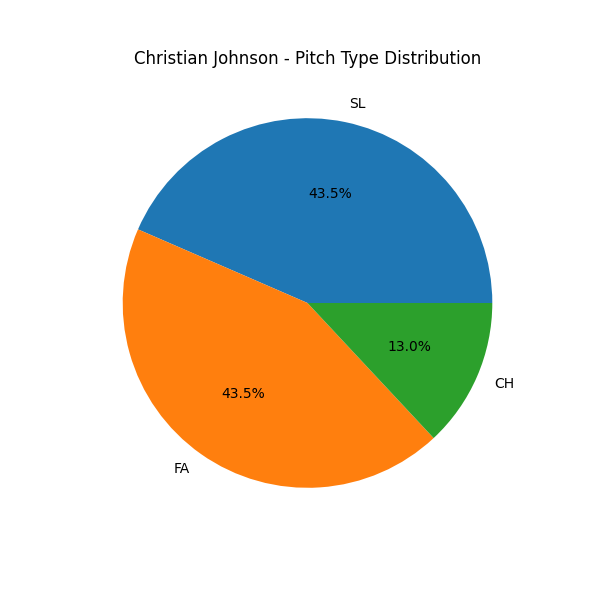 Christian Johnson - Pitch Type Distribution
SL
43.5%
13.0%
CH
43.5%
FA